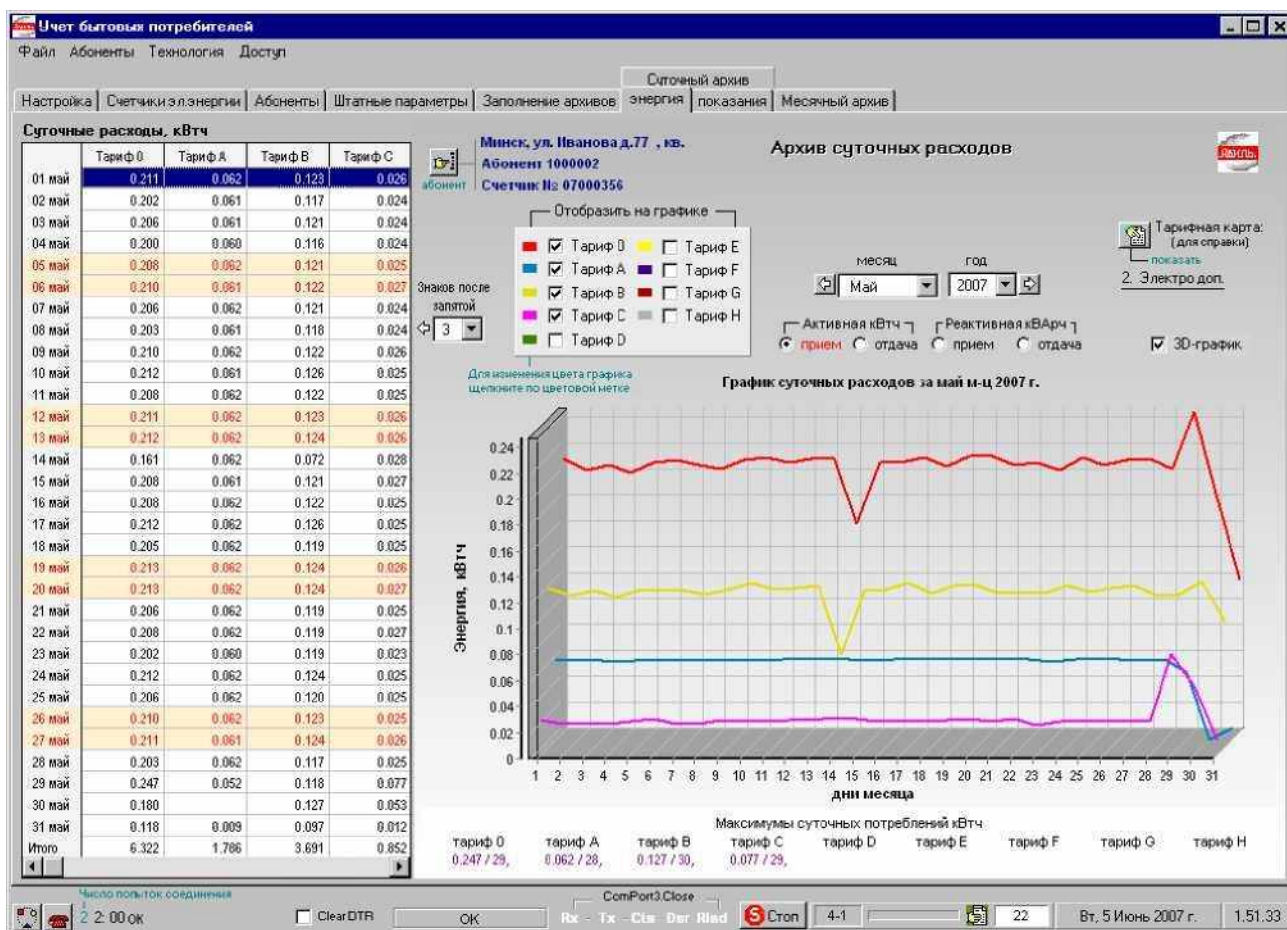 Учет бытовых потребителей
Файл Абоненты Технология Доступ
Суточный архив
Настройка Счетчики эл.энергии Абоненты Штатные параметры Заполнение архивов энергия показания Месячный архив
Суточные расходы, кВтч
Тариф 0 Тариф A Тариф B Тариф C
01 май 0.211 0.062 0.123 0.026
02 май 0.202 0.061 0.117 0.024
03 май 0.206 0.061 0.121 0.024
04 май 0.200 0.060 0.116 0.024
05 май 0.208 0.062 0.121 0.025
06 май 0.210 0.061 0.122 0.027
07 май 0.206 0.062 0.121 0.024
08 май 0.203 0.061 0.118 0.024
09 май 0.210 0.062 0.122 0.026
10 май 0.212 0.061 0.126 0.025
11 май 0.208 0.062 0.122 0.025
12 май 0.211 0.062 0.123 0.026
13 май 0.212 0.062 0.124 0.026
14 май 0.161 0.062 0.072 0.028
15 май 0.208 0.061 0.121 0.027
16 май 0.208 0.062 0.122 0.025
17 май 0.212 0.062 0.126 0.025
18 май 0.205 0.062 0.119 0.025
19 май 0.213 0.062 0.124 0.026
20 май 0.213 0.062 0.124 0.027
21 май 0.206 0.062 0.119 0.025
22 май 0.208 0.062 0.119 0.027
23 май 0.202 0.060 0.119 0.023
24 май 0.212 0.062 0.124 0.025
25 май 0.206 0.062 0.120 0.025
26 май 0.210 0.062 0.123 0.025
27 май 0.211 0.061 0.124 0.026
28 май 0.203 0.062 0.117 0.025
29 май 0.247 0.052 0.118 0.077
30 май 0.180 0.127 0.053
31 май 0.118 0.009 0.097 0.012
Итого 6.322 1.786 3.691 0.852
абонент
Минск, ул. Иванова д.77 , кв.
Абонент 1000002
Счетчик № 07000356
Архив суточных расходов
Отобразить на графике
Тариф 0 Тариф E
Тариф A Тариф F
Тариф B Тариф G
Тариф C Тариф H
Тариф D
Знаков после
запятой
3
Для изменения цвета графика
щелкните по цветовой метке
месяц год
Май 2007
Активная кВтч Реактивная кВАрч
прием отдача прием отдача
Тарифная карта:
(для справки)
показать
2. Электро доп.
3D-график
График суточных расходов за май м-ц 2007 г.
Энергия, кВтч
0.24
0.22
0.2
0.18
0.16
0.14
0.12
0.1
0.08
0.06
0.04
0.02
0
1 2 3 4 5 6 7 8 9 10 11 12 13 14 15 16 17 18 19 20 21 22 23 24 25 26 27 28 29 30 31
дни месяца
Максимумы суточных потреблений кВтч
тариф 0 тариф A тариф B тариф C тариф D тариф E тариф F тариф G тариф H
0.247 / 29, 0.062 / 28, 0.127 / 30, 0.077 / 29,
Число попыток соединения
2 2: 00 ок
ClearDTR
OK
ComPort3.Close
Rx - Tx - Cts Dsr Rlsd
Стоп
4-1
22
Вт, 5 Июнь 2007 г.
1.51.33